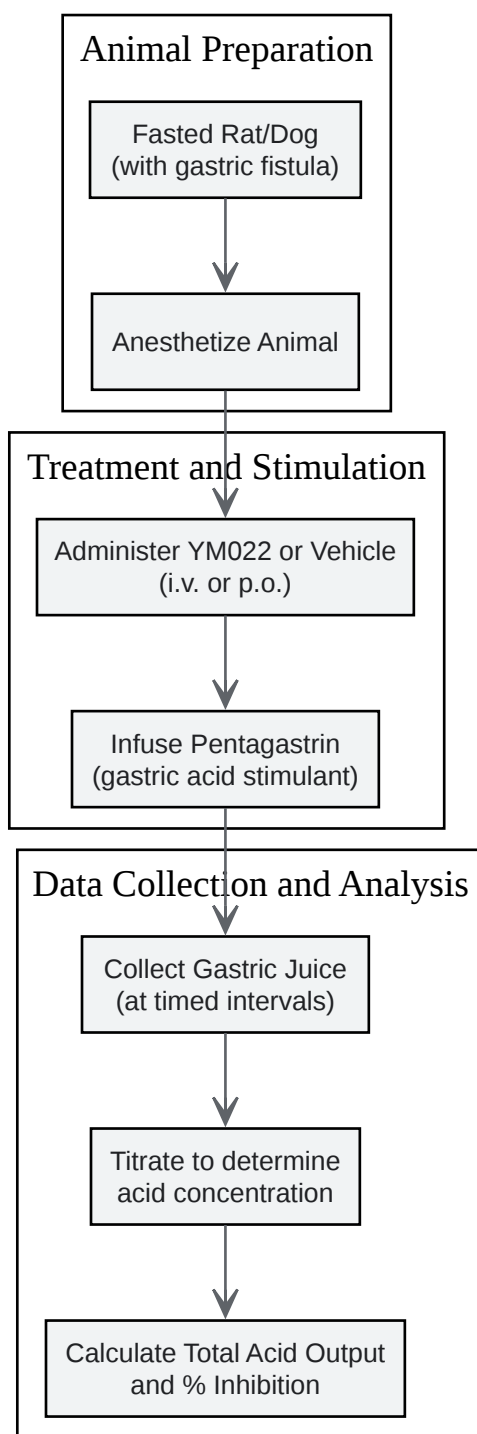 Animal Preparation
Fasted Rat/Dog
(with gastric fistula)
Anesthetize Animal
Treatment and Stimulation
Administer YM022 or Vehicle
(i.v. or p.o.)
Infuse Pentagastrin
(gastric acid stimulant)
Data Collection and Analysis
Collect Gastric Juice
(at timed intervals)
Titrate to determine
acid concentration
Calculate Total Acid Output
and % Inhibition